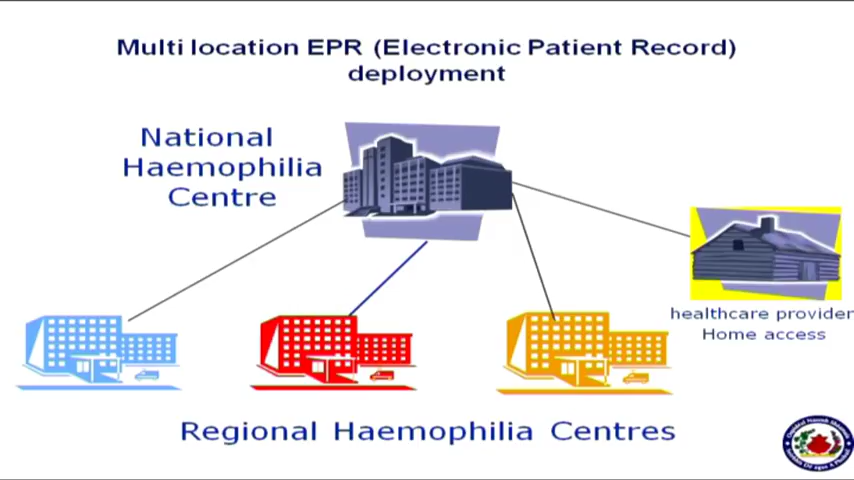 Multi location EPR (Electronic Patient Record)
deployment
National
Haemophilia
Centre
healthcare provider
Home access
Regional Haemophilia Centres